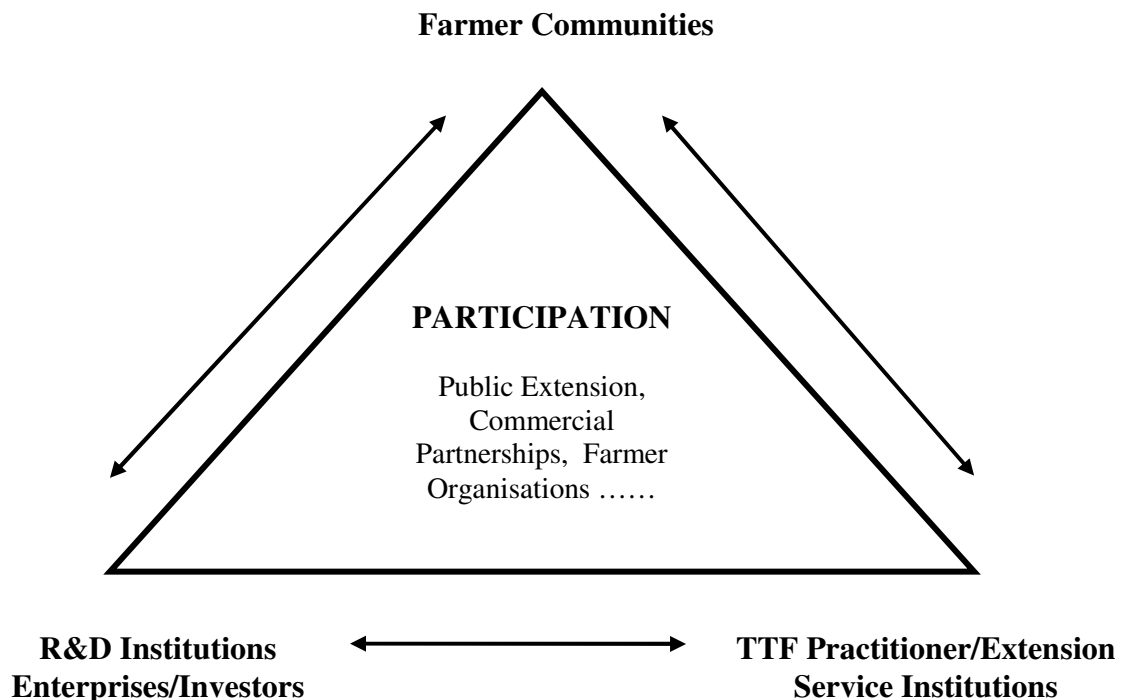 Farmer Communities
PARTICIPATION
Public Extension,
Commercial
Partnerships, Farmer
Organisations ……
R&D Institutions
Enterprises/Investors
TTF Practitioner/Extension
Service Institutions